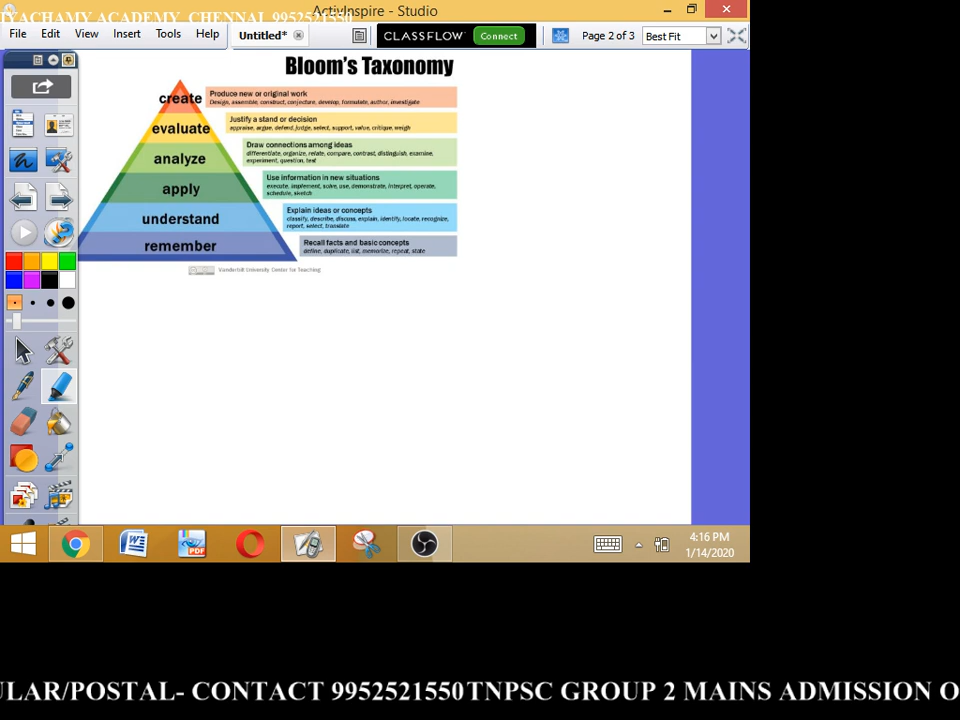 IYACHAMY ACADEMY, CHENNAI 9952521550
ActivInspire - Studio
File Edit View Insert Tools Help Untitled* CLASSFLOW Connect Page 2 of 3 Best Fit
Bloom's Taxonomy
create
Produce new or original work
Design, assemble, construct, conjecture, develop, formulate, author, investigate
evaluate
Justify a stand or decision
appraise, argue, defend, judge, select, support, value, critique, weigh
analyze
Draw connections among ideas
differentiate, organize, relate, compare, contrast, distinguish, examine,
experiment, question, test
apply
Use information in new situations
execute, implement, solve, use, demonstrate, interpret, operate,
schedule, sketch
understand
Explain ideas or concepts
classify, describe, discuss, explain, identify, locate, recognize,
report, select, translate
remember
Recall facts and basic concepts
define, duplicate, list, memorize, repeat, state
Vanderbilt University Center for Teaching
PDF
4:16 PM
1/14/2020
ULAR/POSTAL- CONTACT 9952521550TNPSC GROUP 2 MAINS ADMISSION O